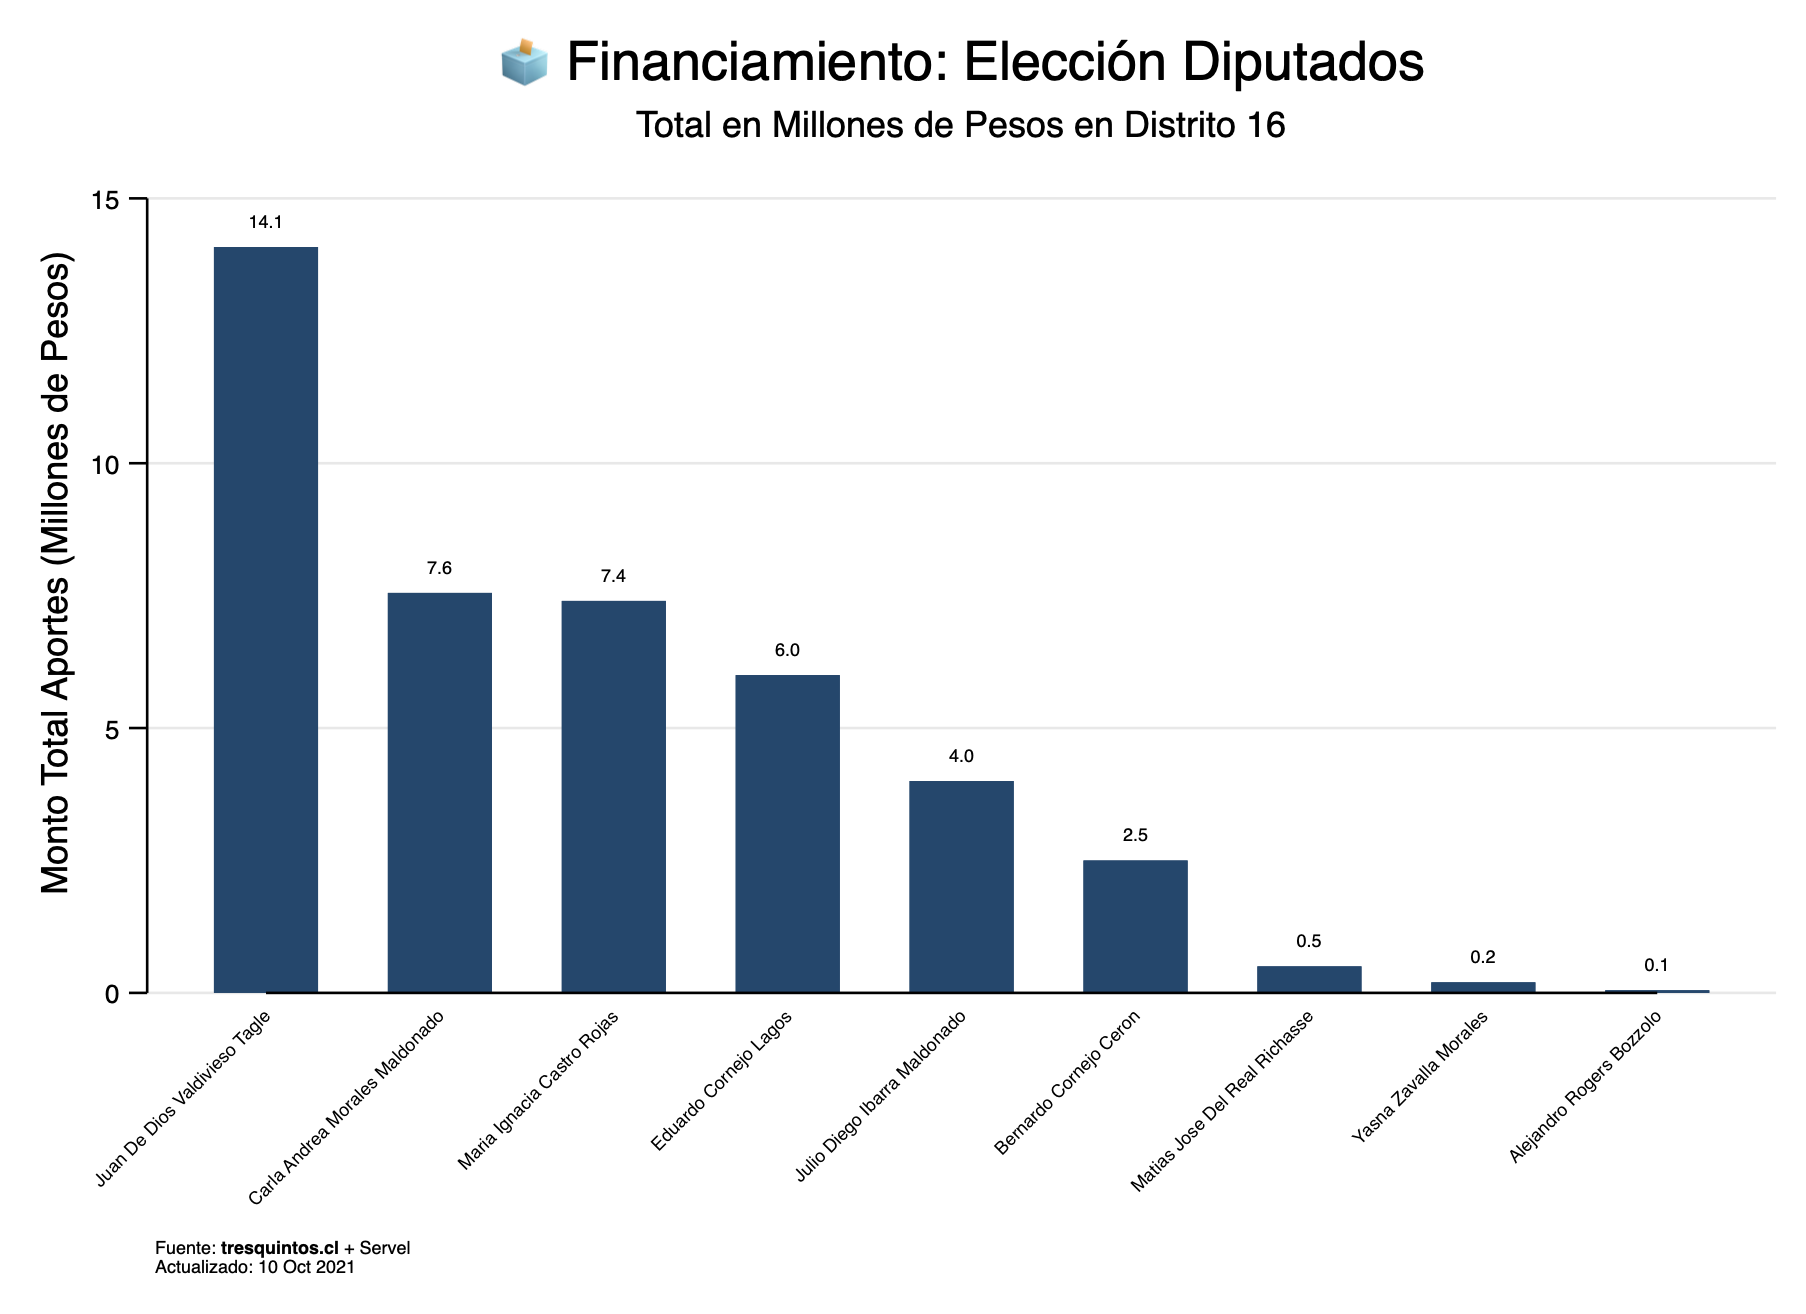 Financiamiento: Elección Diputados
Total en Millones de Pesos en Distrito 16
Monto Total Aportes (Millones de Pesos)
15
10
5
0
14.1
7.6
7.4
6.0
4.0
2.5
0.5
0.2
0.1
Juan De Dios Valdivieso Tagle
Carla Andrea Morales Maldonado
Maria Ignacia Castro Rojas
Eduardo Cornejo Lagos
Julio Diego Ibarra Maldonado
Bernardo Cornejo Ceron
Matias Jose Del Real Richasse
Yasna Zavalla Morales
Alejandro Rogers Bozzolo
Fuente: tresquintos.cl + Servel
Actualizado: 10 Oct 2021